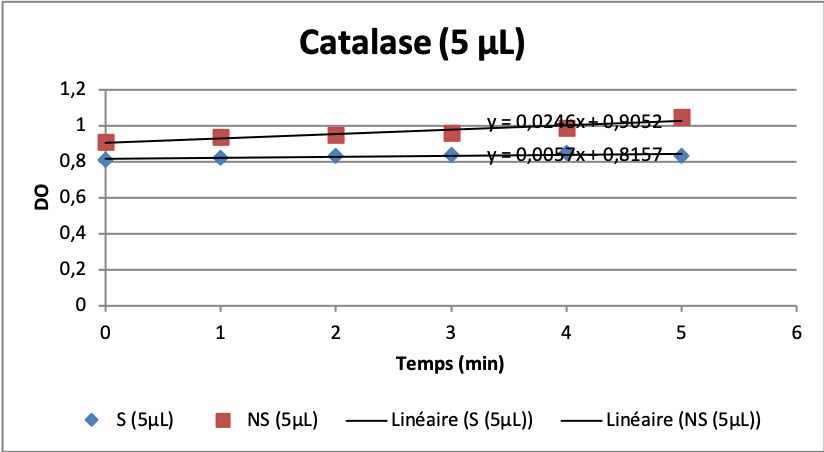 Catalase (5 µL)
1,2
1
0,8
0,6
0,4
0,2
0
y = 0,0246x + 0,9052
y = 0,0057x + 0,8157
DO
0 1 2 3 4 5 6
Temps (min)
S (5µL) NS (5µL) Linéaire (S (5µL)) Linéaire (NS (5µL))